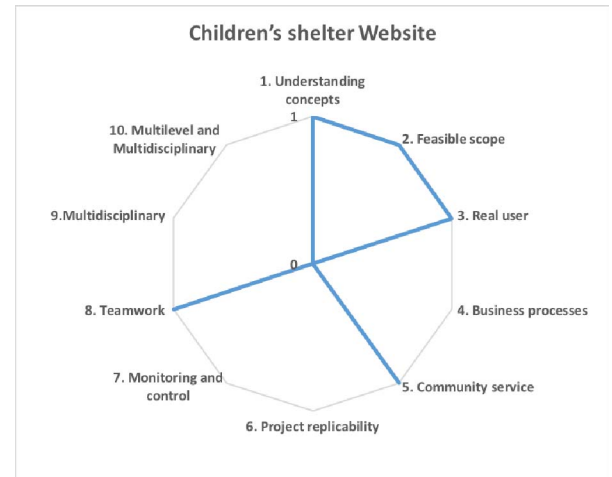 Children's shelter Website
1. Understanding
concepts
1
2. Feasible scope
3. Real user
4. Business processes
5. Community service
6. Project replicability
7. Monitoring and
control
8. Teamwork
9.Multidisciplinary
10. Multilevel and
Multidisciplinary
0